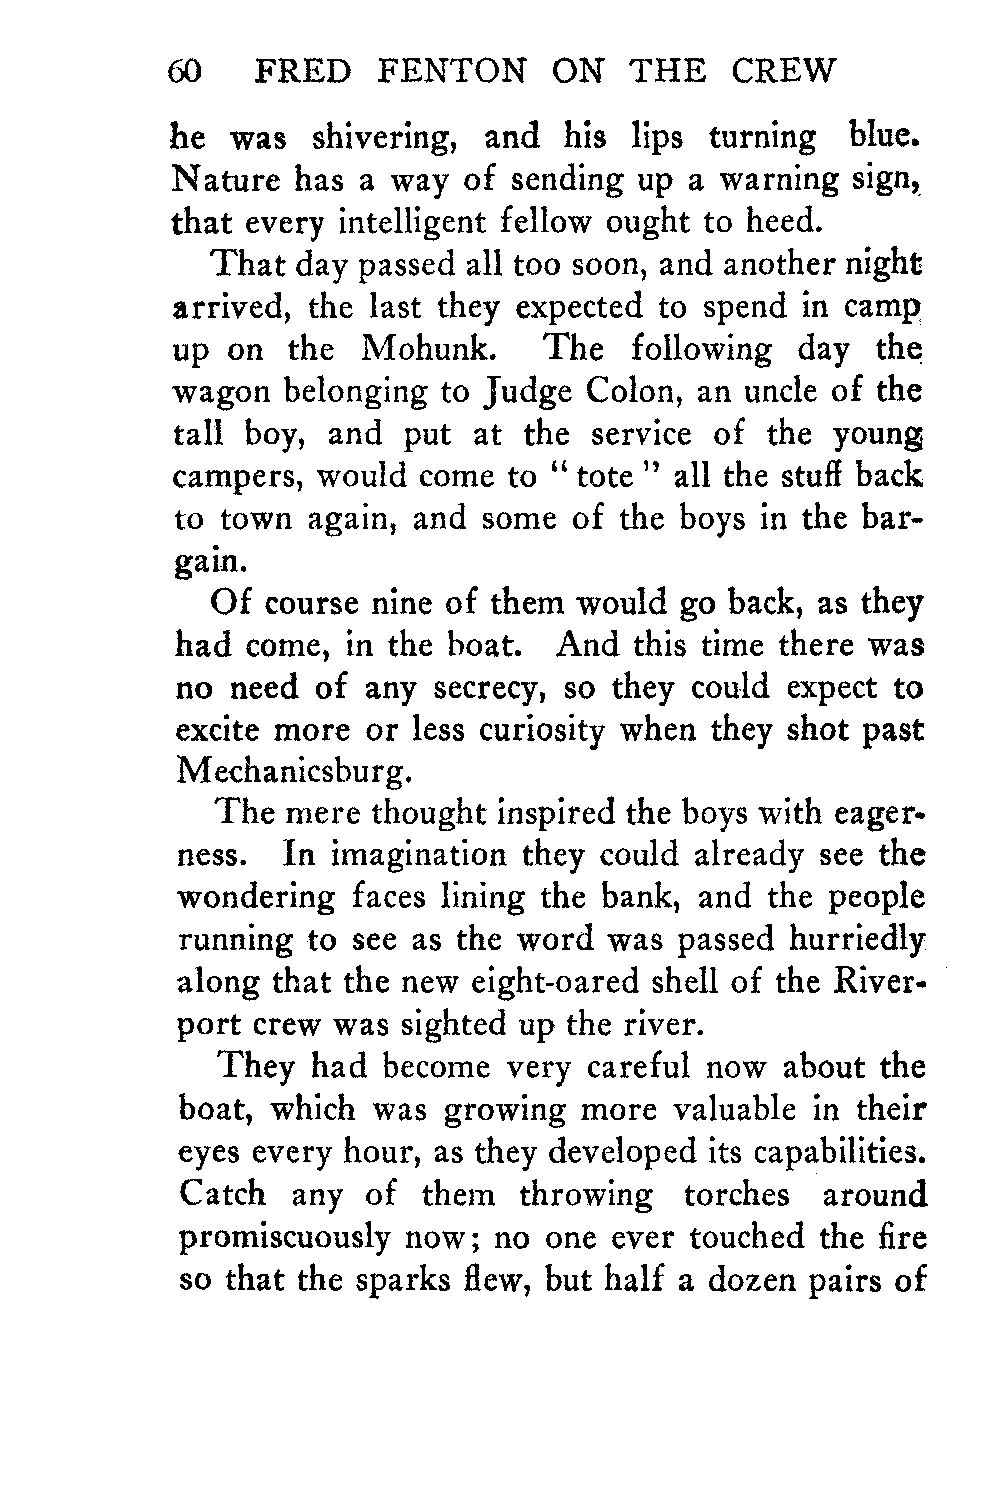 60 FRED FENTON ON THE CREW
he was shivering, and his lips turning blue.
Nature has a way of sending up a warning sign,
that every intelligent fellow ought to heed.
That day passed all too soon, and another night
arrived, the last they expected to spend in camp
up on the Mohunk. The following day the
wagon belonging to Judge Colon, an uncle of the
tall boy, and put at the service of the young
campers, would come to “ tote ” all the stuff back
to town again, and some of the boys in the bar-
gain.
Of course nine of them would go back, as they
had come, in the boat. And this time there was
no need of any secrecy, so they could expect to
excite more or less curiosity when they shot past
Mechanicsburg.
The mere thought inspired the boys with eager-
ness. In imagination they could already see the
wondering faces lining the bank, and the people
running to see as the word was passed hurriedly
along that the new eight-oared shell of the River-
port crew was sighted up the river.
They had become very careful now about the
boat, which was growing more valuable in their
eyes every hour, as they developed its capabilities.
Catch any of them throwing torches around
promiscuously now; no one ever touched the fire
so that the sparks flew, but half a dozen pairs of